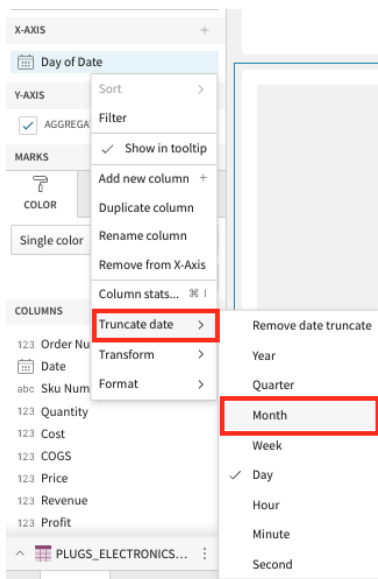 X-AXIS +
Day of Date
Y-AXIS
AGGREGA
MARKS
COLOR
Single color
COLUMNS
123 Order Nu
Date
abc Sku Num
123 Quantity
123 Cost
123 COGS
123 Price
123 Revenue
123 Profit
PLUGS_ELECTRONICS...
Sort >
Filter
✓ Show in tooltip
Add new column +
Duplicate column
Rename column
Remove from X-Axis
Column stats... ⌘ I
Truncate date >
Transform >
Format >
Remove date truncate
Year
Quarter
Month
Week
✓ Day
Hour
Minute
Second